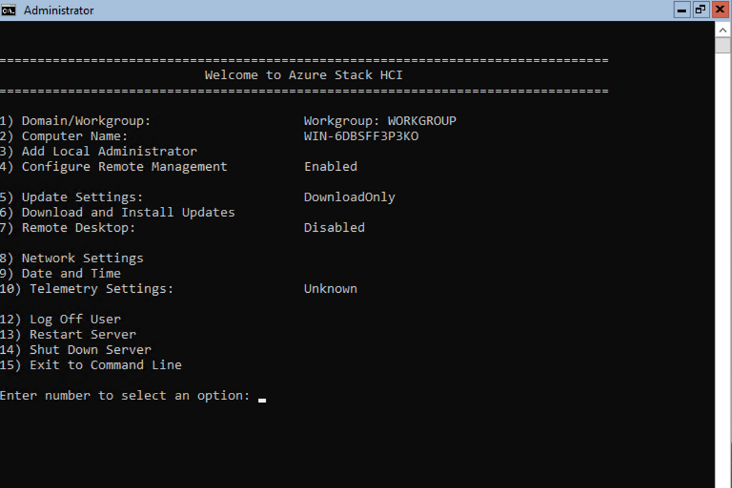 Administrator
================================================================================
Welcome to Azure Stack HCI
================================================================================
1) Domain/Workgroup: Workgroup: WORKGROUP
2) Computer Name: WIN-6DBSFF3P3KO
3) Add Local Administrator
4) Configure Remote Management Enabled
5) Update Settings: DownloadOnly
6) Download and Install Updates
7) Remote Desktop: Disabled
8) Network Settings
9) Date and Time
10) Telemetry Settings: Unknown
12) Log Off User
13) Restart Server
14) Shut Down Server
15) Exit to Command Line
Enter number to select an option: